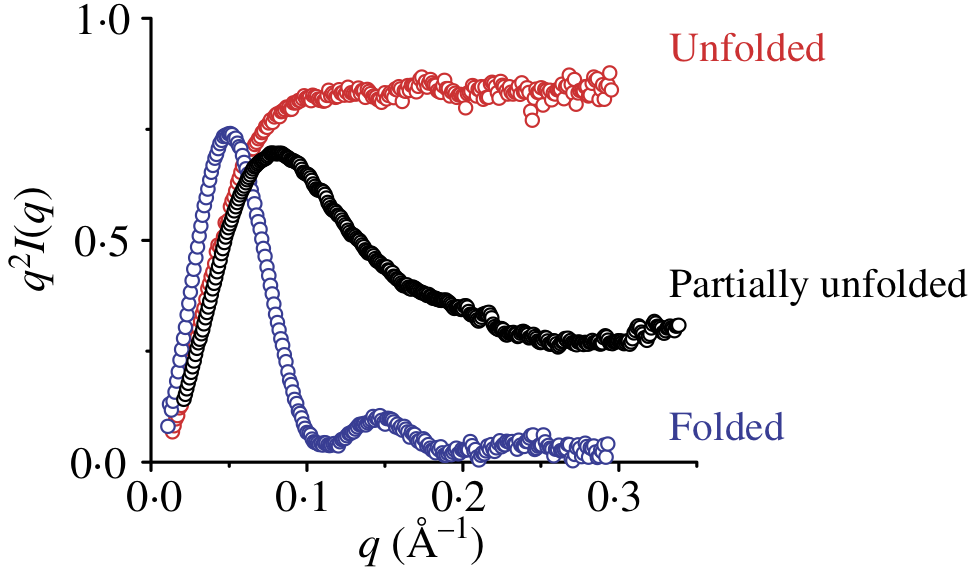 1·0
Unfolded
0·5
q²I(q)
Partially unfolded
Folded
0·0
0·0 0·1 0·2 0·3
q (Å⁻¹)